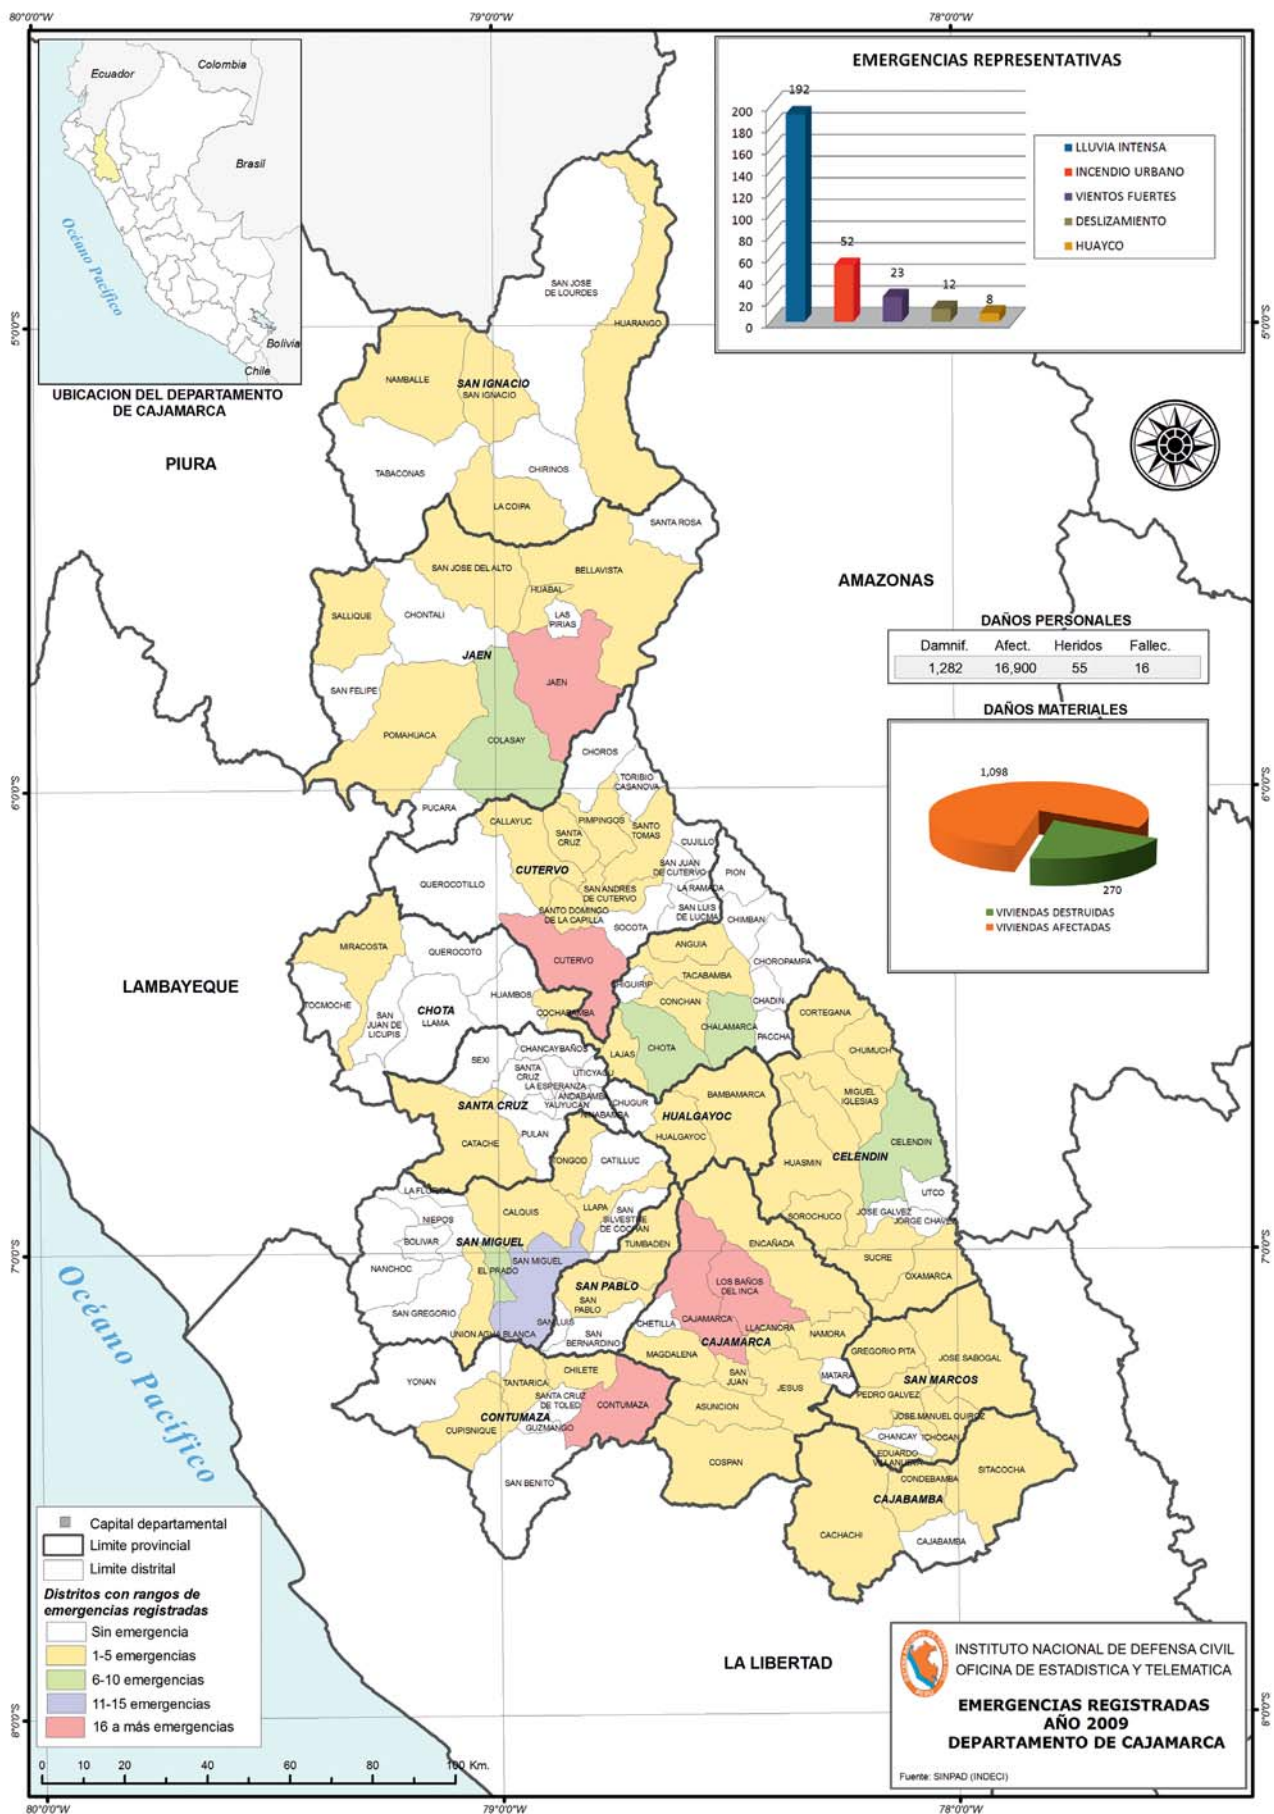 80°0'0"W
79°0'0"W
78°0'0"W
Ecuador
Colombia
Brasil
Océano Pacífico
Bolivia
Chile
UBICACION DEL DEPARTAMENTO
DE CAJAMARCA
EMERGENCIAS REPRESENTATIVAS
192
200
180
160
140
120
100
80
60
40
20
0
52
23
12
8
LLUVIA INTENSA
INCENDIO URBANO
VIENTOS FUERTES
DESLIZAMIENTO
HUAYCO
5°0'0"S
5°0'0"S
SAN JOSE
DE LOURDES
HUARANGO
NAMBALLE
SAN IGNACIO
SAN IGNACIO
PIURA
TABACONAS
CHIRINOS
LA COIPA
SANTA ROSA
AMAZONAS
SAN JOSE DEL ALTO
BELLAVISTA
HUABAL
SALLIQUE
CHONTALI
LAS
PIRIAS
JAEN
JAEN
SAN FELIPE
POMAHUACA
COLASAY
DAÑOS PERSONALES
Damnif. Afect. Heridos Fallec.
1,282 16,900 55 16
DAÑOS MATERIALES
1,098
270
VIVIENDAS DESTRUIDAS
VIVIENDAS AFECTADAS
6°0'0"S
6°0'0"S
CHOROS
TORIBIO
CASANOVA
PUCARA
CALLAYUC
SANTA
CRUZ
PIMPINGOS
SANTO
TOMAS
CUJILLO
CUTERVO
SAN JUAN
DE CUTERVO
PION
QUEROCOTILLO
SAN ANDRES
DE CUTERVO
LA RAMADA
SANTO DOMINGO
DE LA CAPILLA
SAN LUIS
DE LUCMA
CHIMBAN
SOCOTA
MIRACOSTA
QUEROCOTO
CUTERVO
ANGUIA
CHOROPAMPA
TACABAMBA
LAMBAYEQUE
HIGUIRIP
TOCMOCHE
SAN
JUAN DE
LICUPIS
CHOTA
LLAMA
HUAMBOS
COCHABAMBA
CONCHAN
CHADIN
CORTEGANA
CHALAMARCA
PACCHA
CHOTA
LAJAS
SEXI
CHANCAYBAÑOS
CHUMUCH
SANTA
CRUZ
UTICYACU
LA ESPERANZA
ANDABAMBA
YAUYUCAN
NINABAMBA
SANTA CRUZ
CHUGUR
BAMBAMARCA
MIGUEL
IGLESIAS
HUALGAYOC
HUALGAYOC
CATACHE
PULAN
CELENDIN
TONGOD
CATILLUC
HUASMIN
CELENDIN
UTCO
LA FLORIDA
NIEPOS
CALQUIS
LLAPA
SAN
SILVESTRE
DE COCHAN
SOROCHUCO
JOSE GALVEZ
JORGE CHAVEZ
BOLIVAR
SAN MIGUEL
SAN MIGUEL
TUMBADEN
ENCAÑADA
SUCRE
7°0'0"S
7°0'0"S
NANCHOC
EL PRADO
OXAMARCA
SAN PABLO
SAN
PABLO
LOS BAÑOS
DEL INCA
SAN GREGORIO
UNION AGUA BLANCA
SAN LUIS
SAN
BERNARDINO
CHETILLA
CAJAMARCA
LLACANORA
CAJAMARCA
NAMORA
MAGDALENA
GREGORIO PITA
JOSE SABOGAL
YONAN
TANTARICA
CHILETE
SAN
JUAN
JESUS
MATARA
SAN MARCOS
PEDRO GALVEZ
SANTA CRUZ
DE TOLED
CONTUMAZA
CONTUMAZA
GUZMANGO
CUPISNIQUE
ASUNCION
JOSE MANUEL QUIROZ
CHANCAY
ICHOCAN
EDUARDO
VILLANUEVA
SAN BENITO
COSPAN
CONDEBAMBA
SITACOCHA
CAJABAMBA
CACHACHI
CAJABAMBA
Océano Pacífico
LA LIBERTAD
Capital departamental
Limite provincial
Limite distrital
Distritos con rangos de
emergencias registradas
Sin emergencia
1-5 emergencias
6-10 emergencias
11-15 emergencias
16 a más emergencias
8°0'0"S
8°0'0"S
0 10 20 40 60 80 100 Km.
INSTITUTO NACIONAL DE DEFENSA CIVIL
OFICINA DE ESTADISTICA Y TELEMATICA
EMERGENCIAS REGISTRADAS
AÑO 2009
DEPARTAMENTO DE CAJAMARCA
Fuente: SINPAD (INDECI)
80°0'0"W
79°0'0"W
78°0'0"W